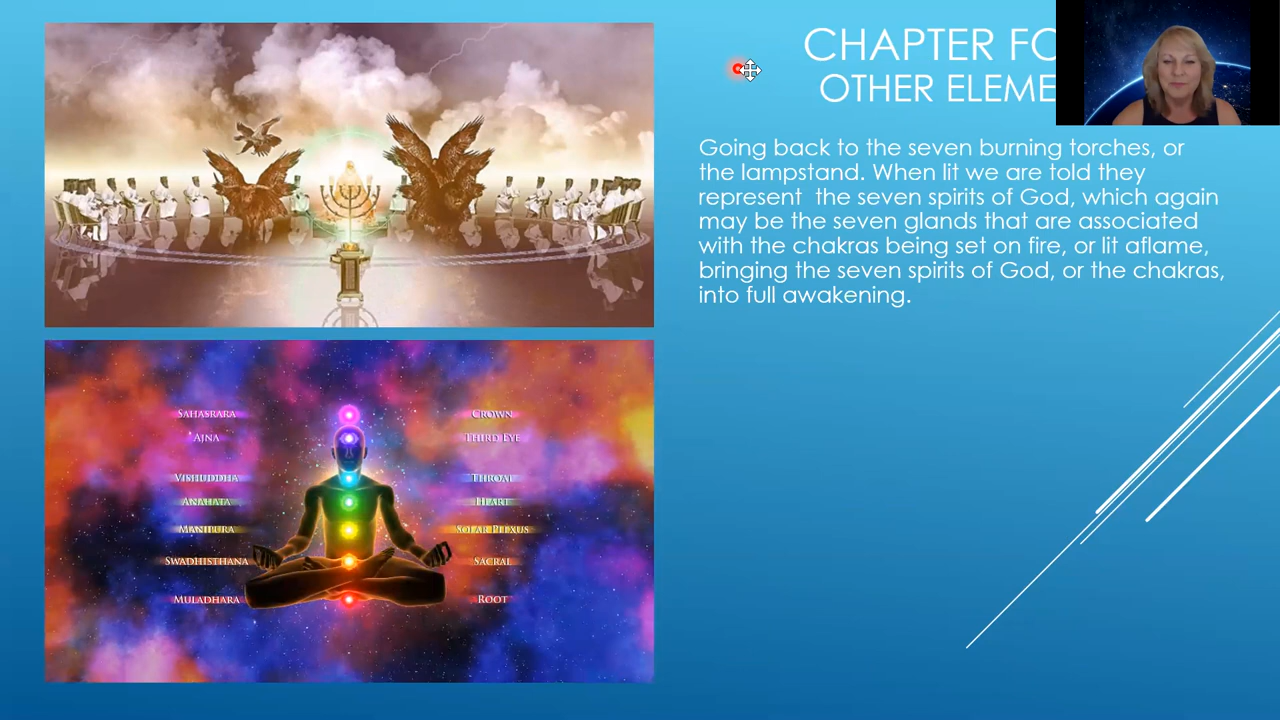 CHAPTER FO
OTHER ELEME
Going back to the seven burning torches, or
the lampstand. When lit we are told they
represent  the seven spirits of God, which again
may be the seven glands that are associated
with the chakras being set on fire, or lit aflame,
bringing the seven spirits of God, or the chakras,
into full awakening.
Sahasrara Crown
Ajna Third Eye
Vishuddha Throat
Anahata Heart
Manipura Solar Plexus
Swadhisthana Sacral
Muladhara Root